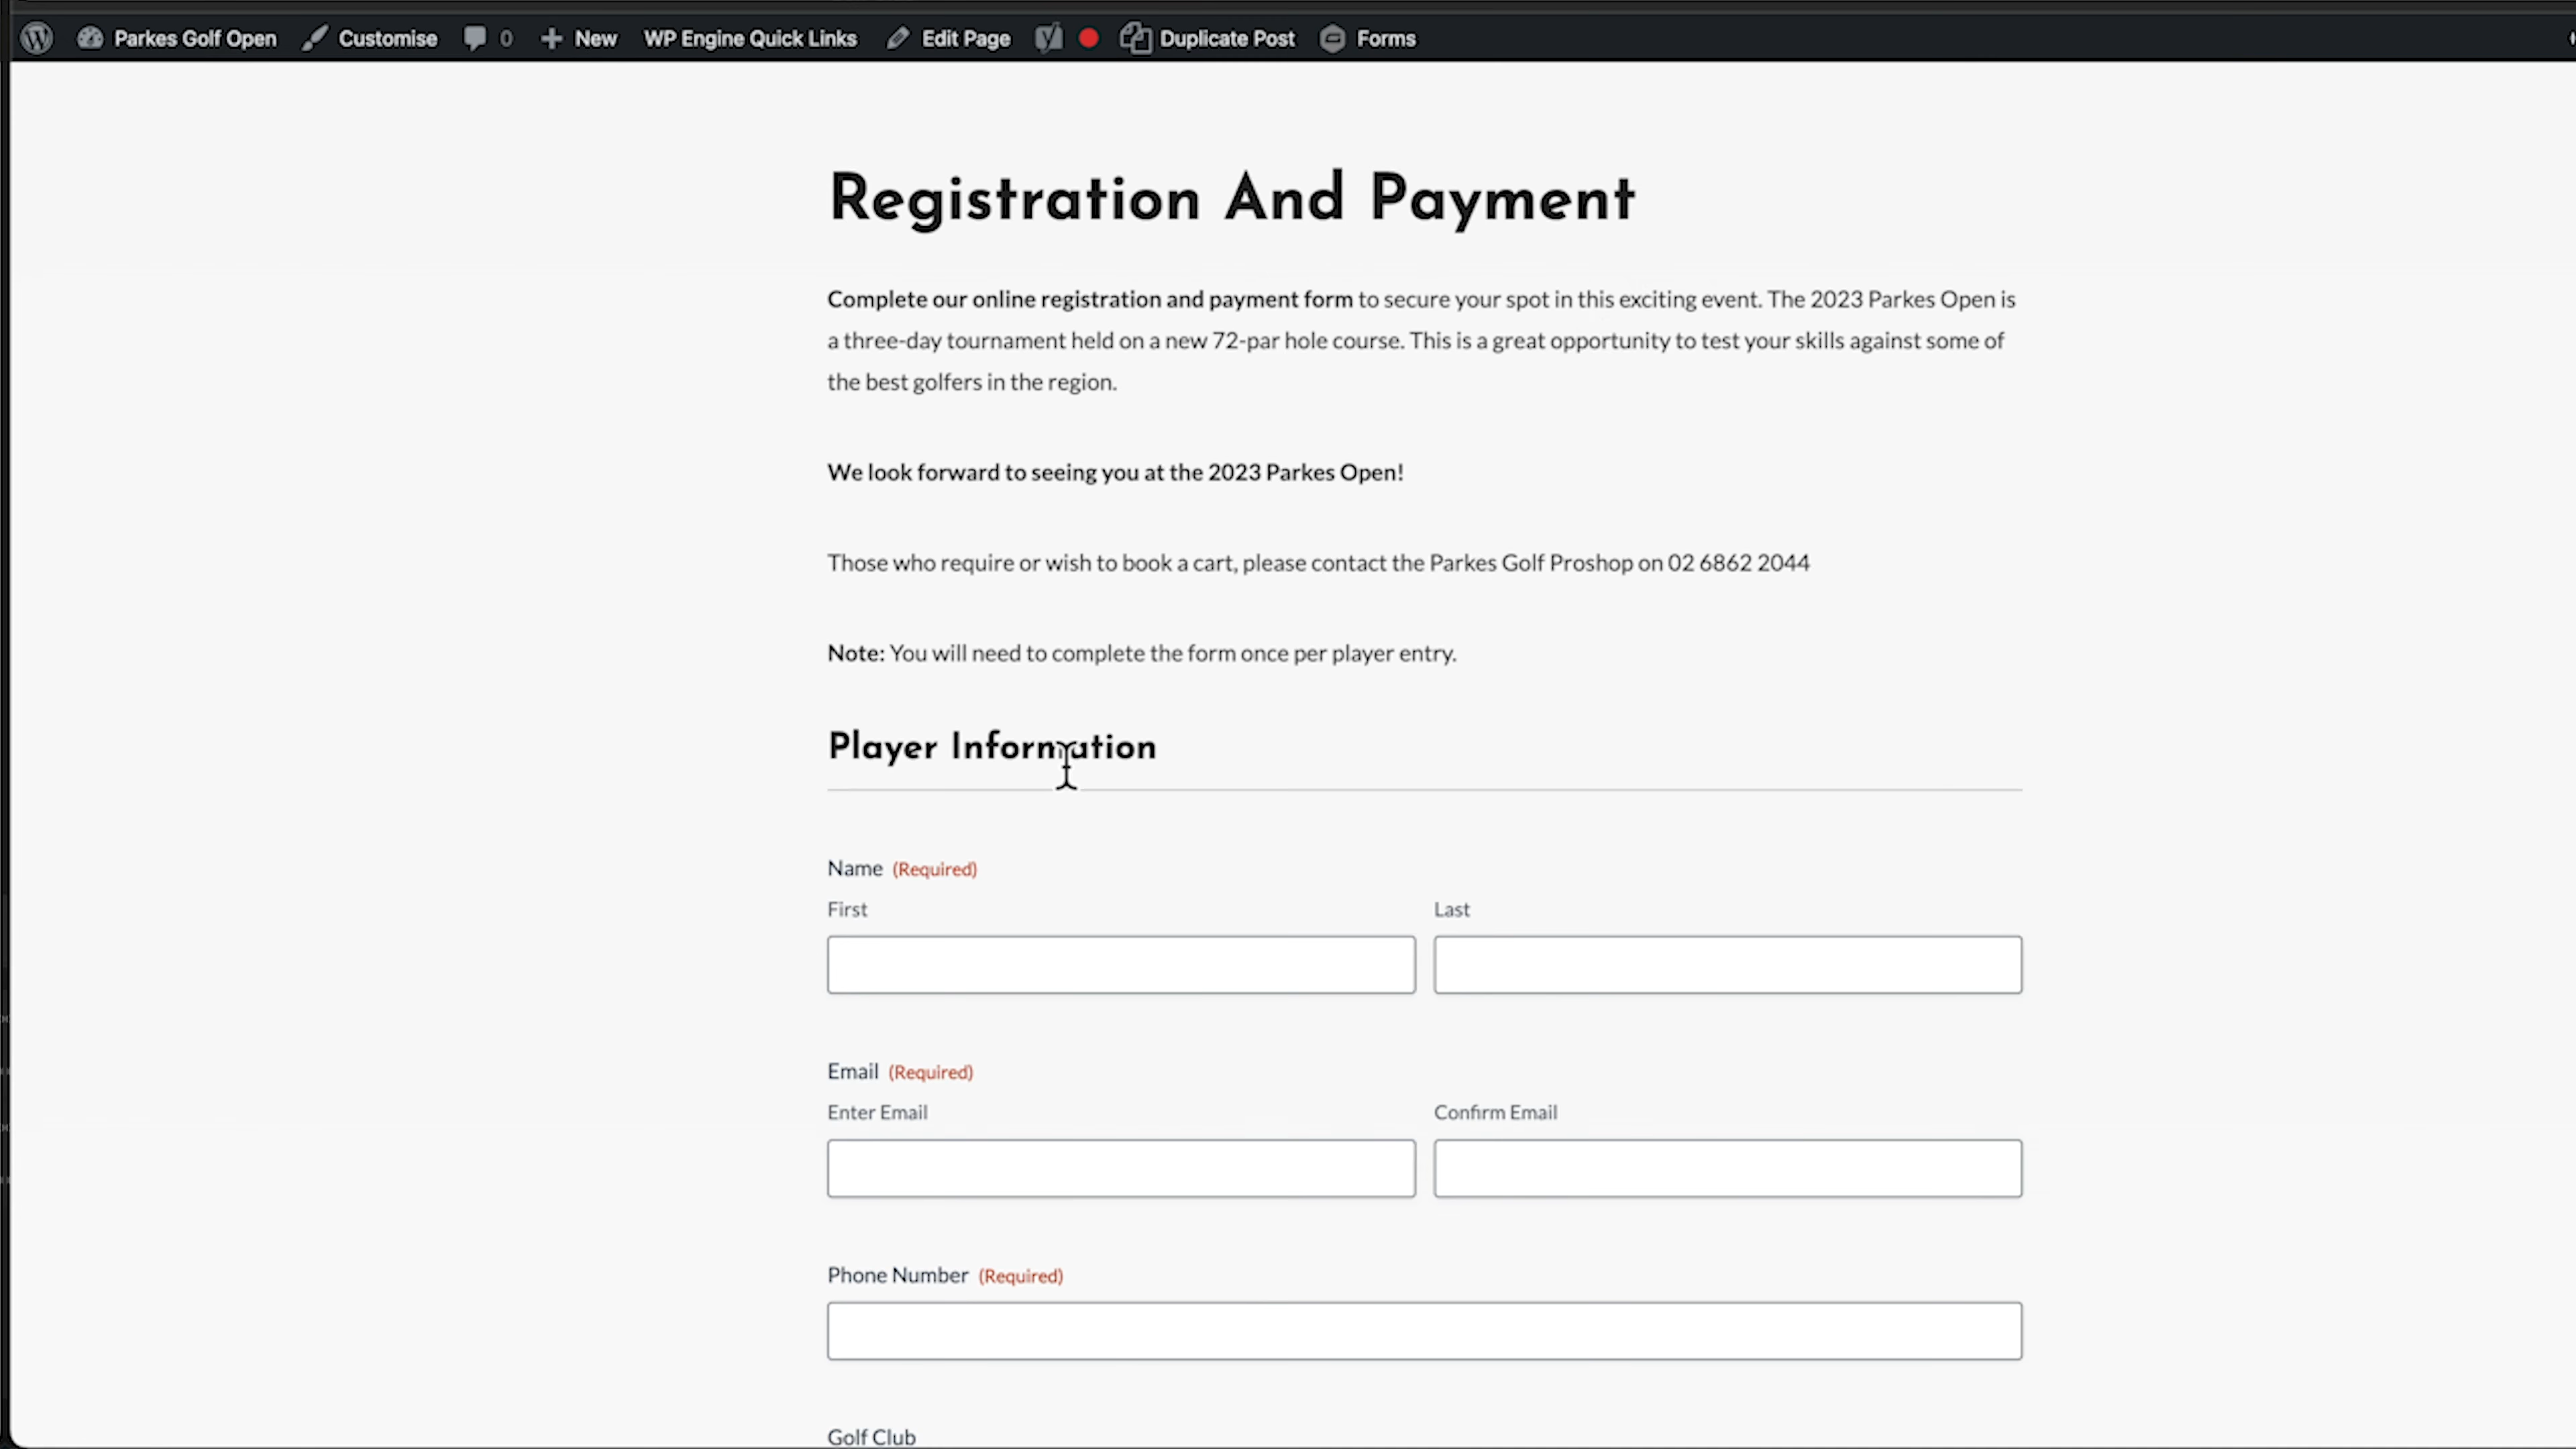 Parkes Golf Open Customise 0 New WP Engine Quick Links Edit Page Duplicate Post Forms
Registration And Payment
Complete our online registration and payment form to secure your spot in this exciting event. The 2023 Parkes Open is
a three-day tournament held on a new 72-par hole course. This is a great opportunity to test your skills against some of
the best golfers in the region.
We look forward to seeing you at the 2023 Parkes Open!
Those who require or wish to book a cart, please contact the Parkes Golf Proshop on 02 6862 2044
Note: You will need to complete the form once per player entry.
Player Information
Name (Required)
First Last
Email (Required)
Enter Email Confirm Email
Phone Number (Required)
Golf Club